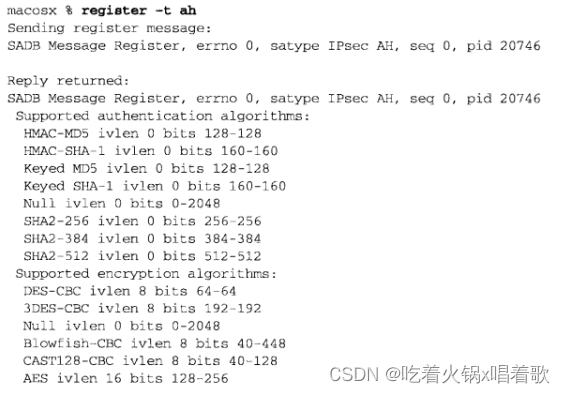 macosx % register -t ah
Sending register message:
SADB Message Register, errno 0, satype IPsec AH, seq 0, pid 20746
Reply returned:
SADB Message Register, errno 0, satype IPsec AH, seq 0, pid 20746
Supported authentication algorithms:
HMAC-MD5 ivlen 0 bits 128-128
HMAC-SHA-1 ivlen 0 bits 160-160
Keyed MD5 ivlen 0 bits 128-128
Keyed SHA-1 ivlen 0 bits 160-160
Null ivlen 0 bits 0-2048
SHA2-256 ivlen 0 bits 256-256
SHA2-384 ivlen 0 bits 384-384
SHA2-512 ivlen 0 bits 512-512
Supported encryption algorithms:
DES-CBC ivlen 8 bits 64-64
3DES-CBC ivlen 8 bits 192-192
Null ivlen 0 bits 0-2048
Blowfish-CBC ivlen 8 bits 40-448
CAST128-CBC ivlen 8 bits 40-128
AES ivlen 16 bits 128-256
CSDN @吃着火锅x唱着歌